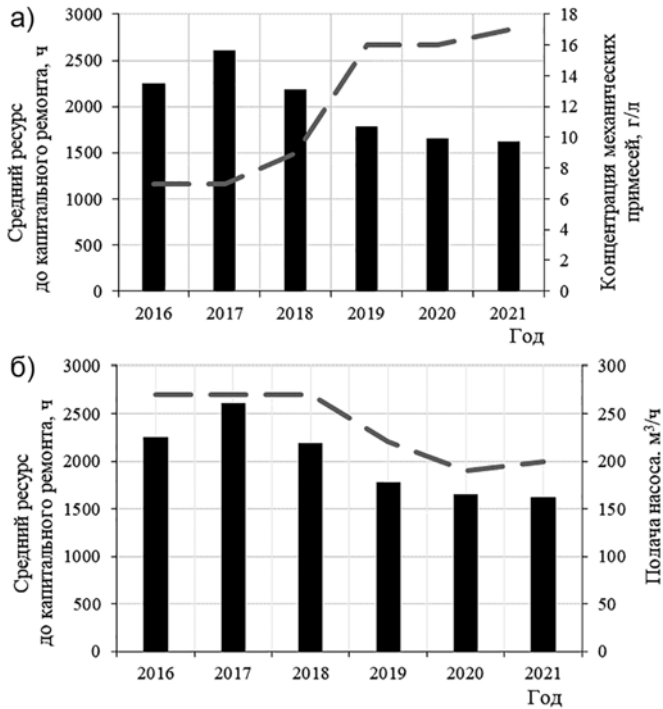 а)
Средний ресурс
до капитального ремонта, ч
3000
2500
2000
1500
1000
500
0
18
16
14
12
10
8
6
4
2
0
Концентрация механических
примесей, г/л
2016 2017 2018 2019 2020 2021
Год
б)
Средний ресурс
до капитального ремонта, ч
3000
2500
2000
1500
1000
500
0
300
250
200
150
100
50
0
Подача насоса, м³/ч
2016 2017 2018 2019 2020 2021
Год